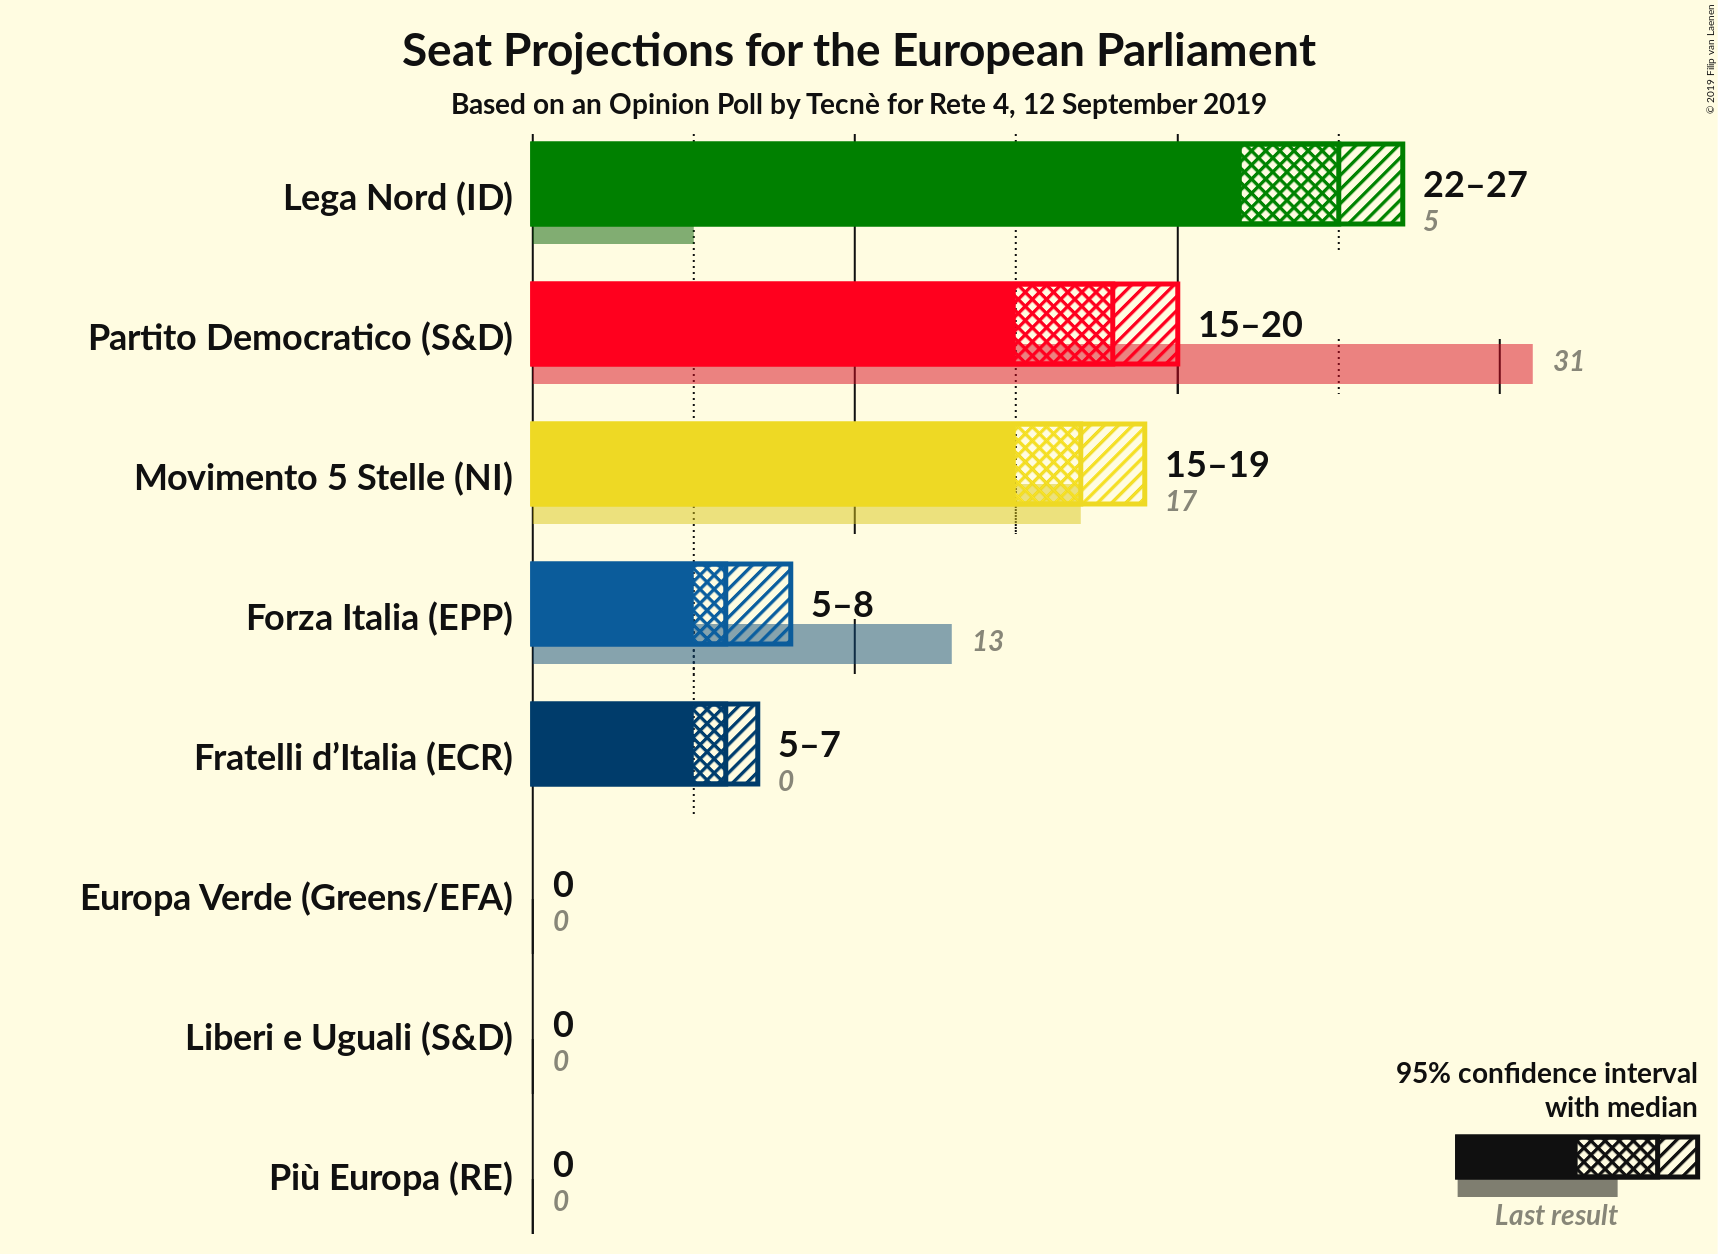 Seat Projections for the European Parliament
Based on an Opinion Poll by Tecnè for Rete 4, 12 September 2019
© 2019 Filip van Laenen
Lega Nord (ID)
22–27
5
Partito Democratico (S&D)
15–20
31
Movimento 5 Stelle (NI)
15–19
17
Forza Italia (EPP)
5–8
13
Fratelli d’Italia (ECR)
5–7
0
Europa Verde (Greens/EFA)
0
0
Liberi e Uguali (S&D)
0
0
Più Europa (RE)
0
0
95% confidence interval
with median
Last result